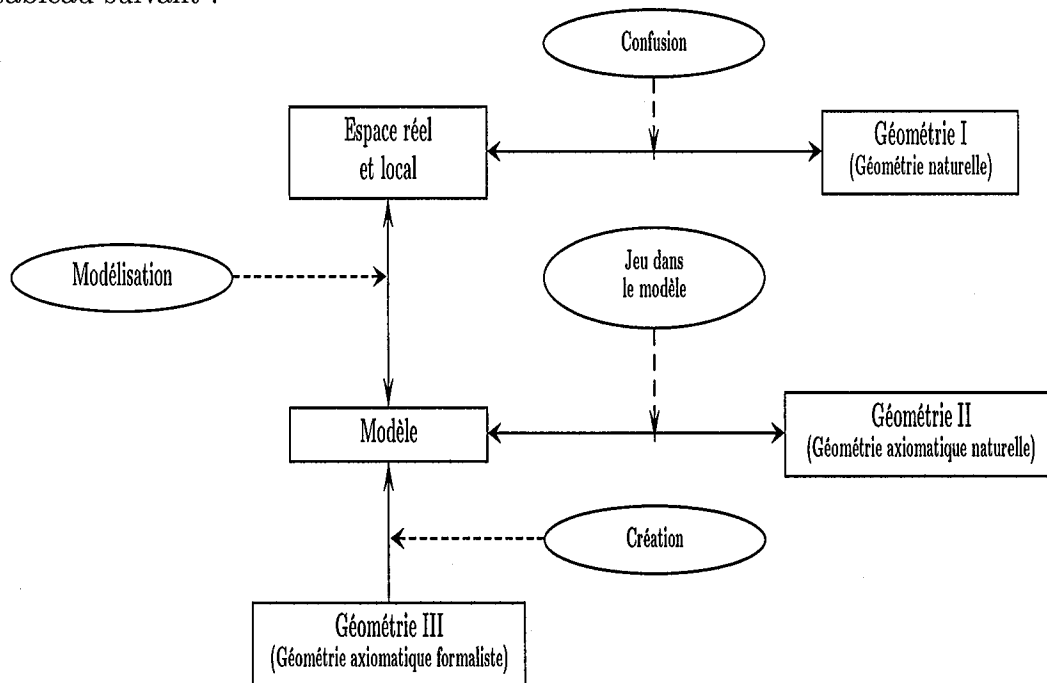 tableau suivant :
Confusion
Espace réel
et local
Géométrie I
(Géométrie naturelle)
Modélisation
Jeu dans
le modèle
Modèle
Géométrie II
(Géométrie axiomatique naturelle)
Création
Géométrie III
(Géométrie axiomatique formaliste)